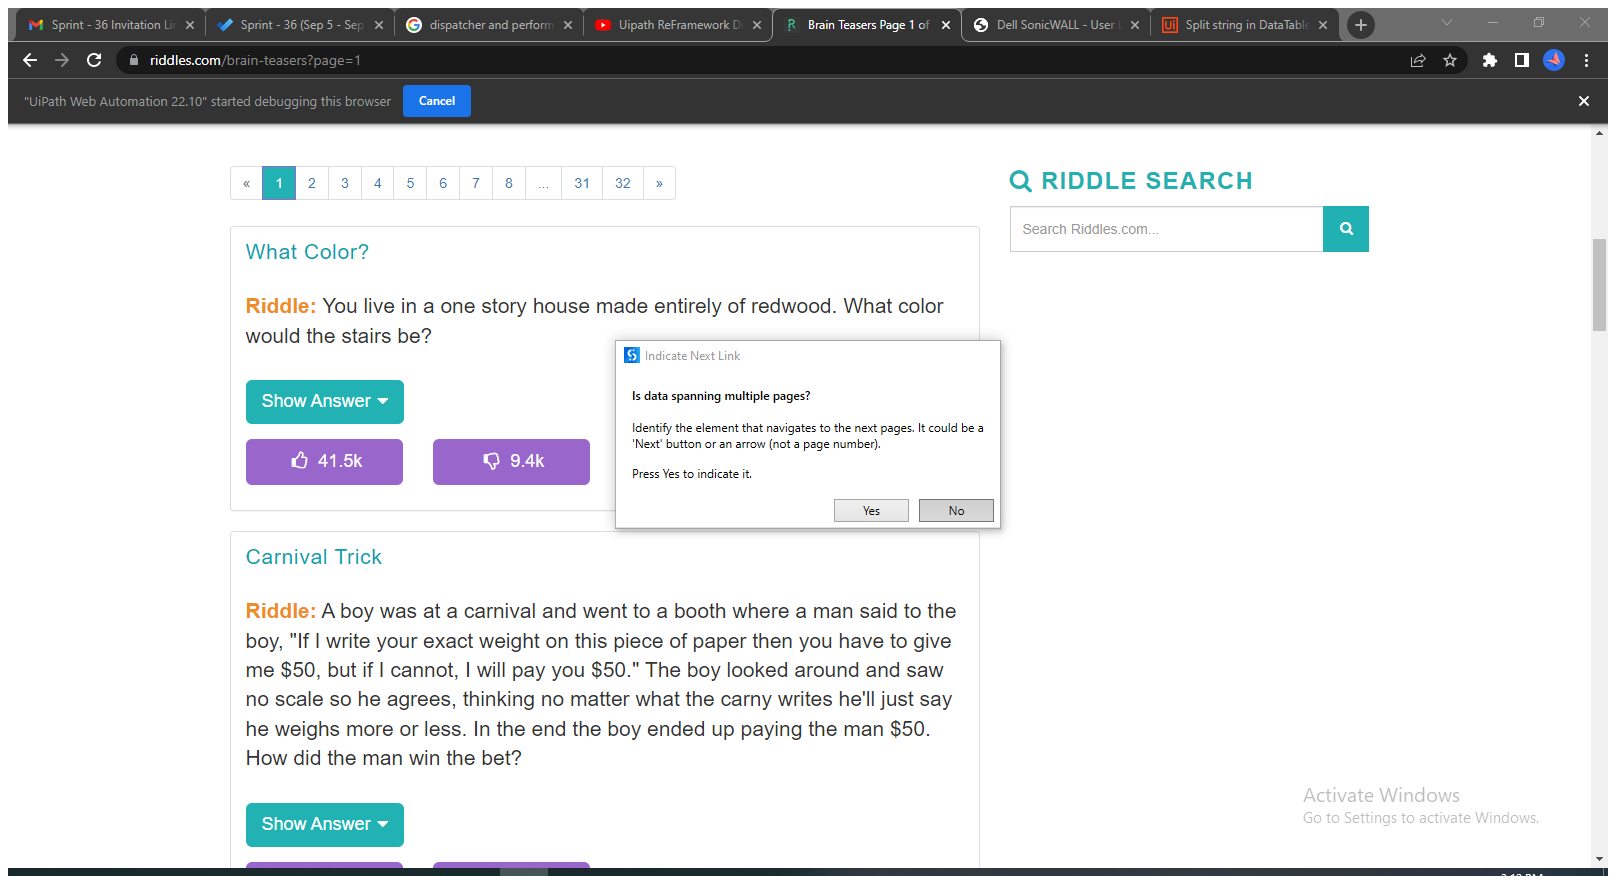 Sprint - 36 Invitation Li
Sprint - 36 (Sep 5 - Sep
dispatcher and perform
Uipath ReFramework D
Brain Teasers Page 1 of
Dell SonicWALL - User
Split string in DataTable
riddles.com/brain-teasers?page=1
"UiPath Web Automation 22.10" started debugging this browser
Cancel
« 1 2 3 4 5 6 7 8 ... 31 32 »
RIDDLE SEARCH
Search Riddles.com...
What Color?
Riddle: You live in a one story house made entirely of redwood. What color
would the stairs be?
Show Answer
41.5k
9.4k
Indicate Next Link
Is data spanning multiple pages?
Identify the element that navigates to the next pages. It could be a
'Next' button or an arrow (not a page number).
Press Yes to indicate it.
Yes
No
Carnival Trick
Riddle: A boy was at a carnival and went to a booth where a man said to the
boy, "If I write your exact weight on this piece of paper then you have to give
me $50, but if I cannot, I will pay you $50." The boy looked around and saw
no scale so he agrees, thinking no matter what the carny writes he'll just say
he weighs more or less. In the end the boy ended up paying the man $50.
How did the man win the bet?
Show Answer
Activate Windows
Go to Settings to activate Windows.